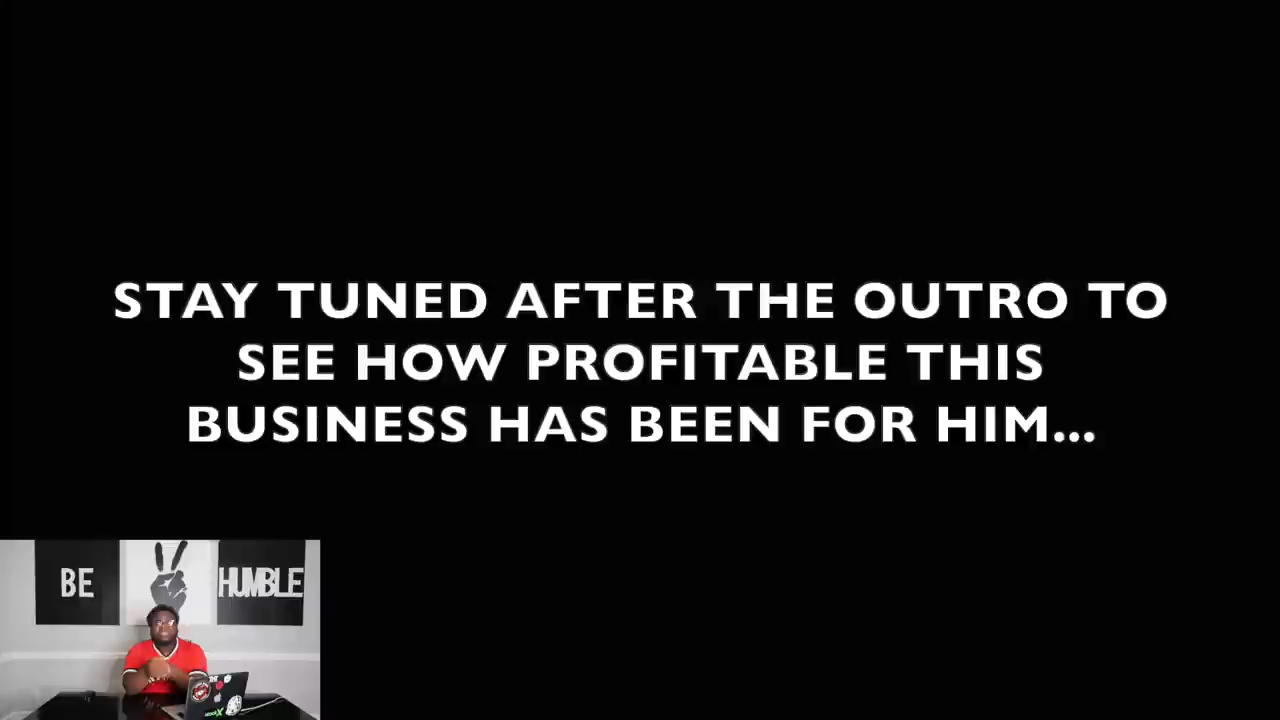 STAY TUNED AFTER THE OUTRO TO
SEE HOW PROFITABLE THIS
BUSINESS HAS BEEN FOR HIM...
BE
HUMBLE